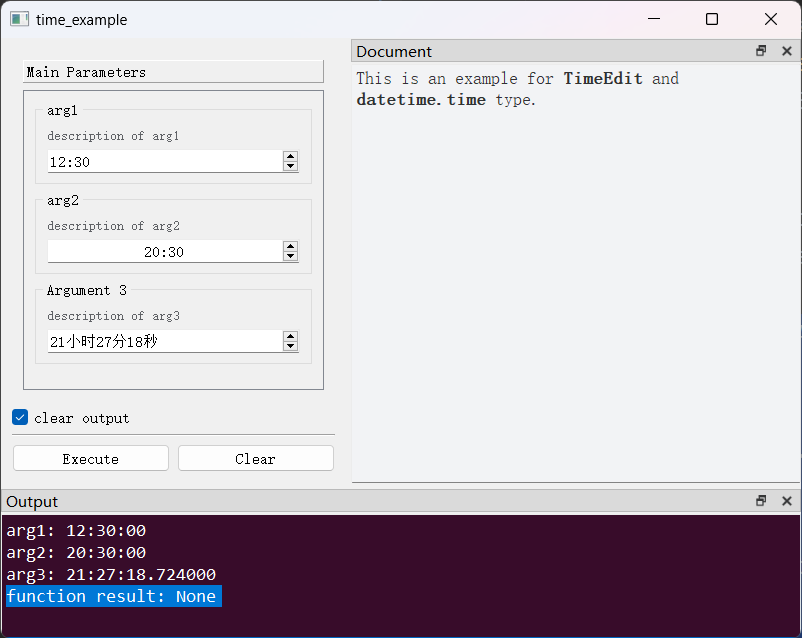 time_example
Main Parameters
arg1
description of arg1
12:30
arg2
description of arg2
20:30
Argument 3
description of arg3
21小时27分18秒
clear output
Execute
Clear
Document
This is an example for TimeEdit and
datetime.time type.
Output
arg1: 12:30:00
arg2: 20:30:00
arg3: 21:27:18.724000
function result: None